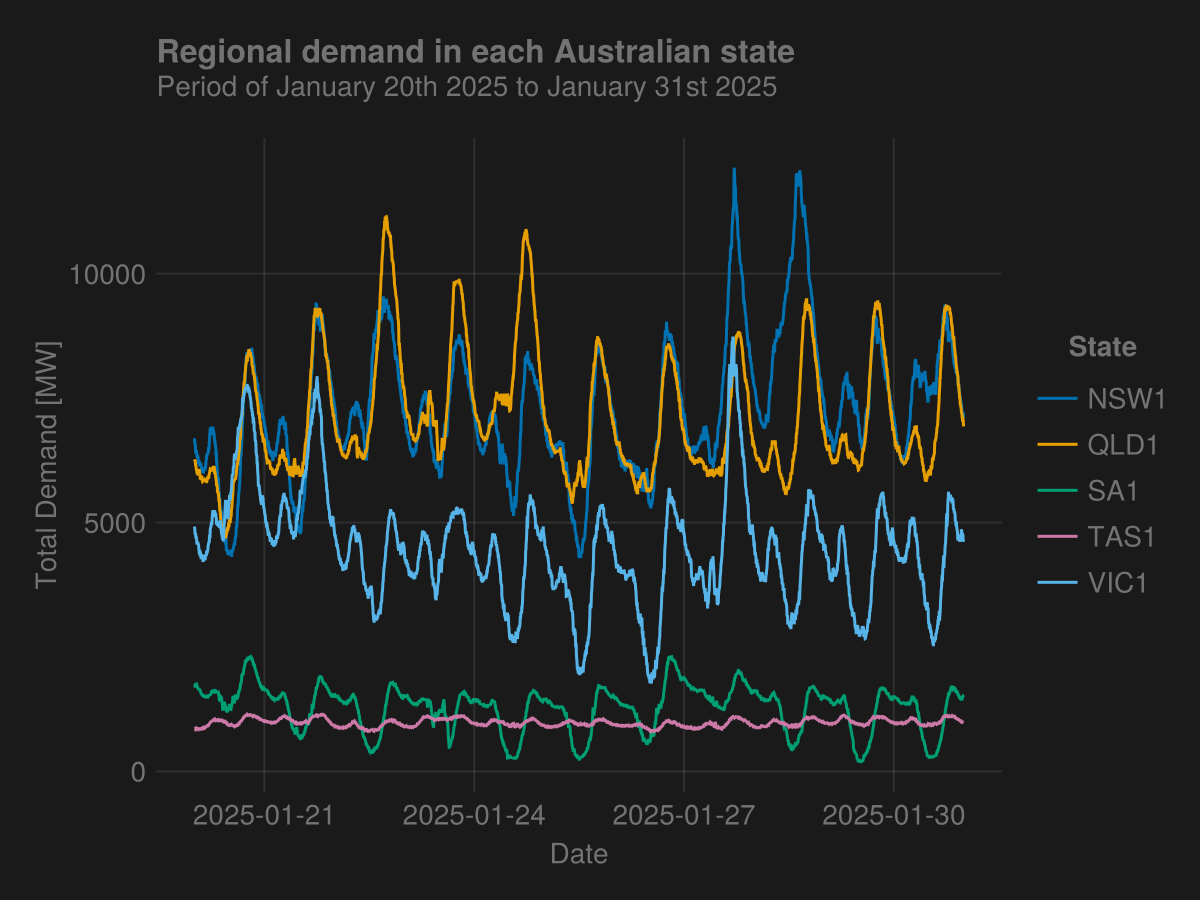 Regional demand in each Australian state
Period of January 20th 2025 to January 31st 2025
Total Demand [MW]
10000
5000
0
2025-01-21
2025-01-24
2025-01-27
2025-01-30
Date
State
NSW1
QLD1
SA1
TAS1
VIC1